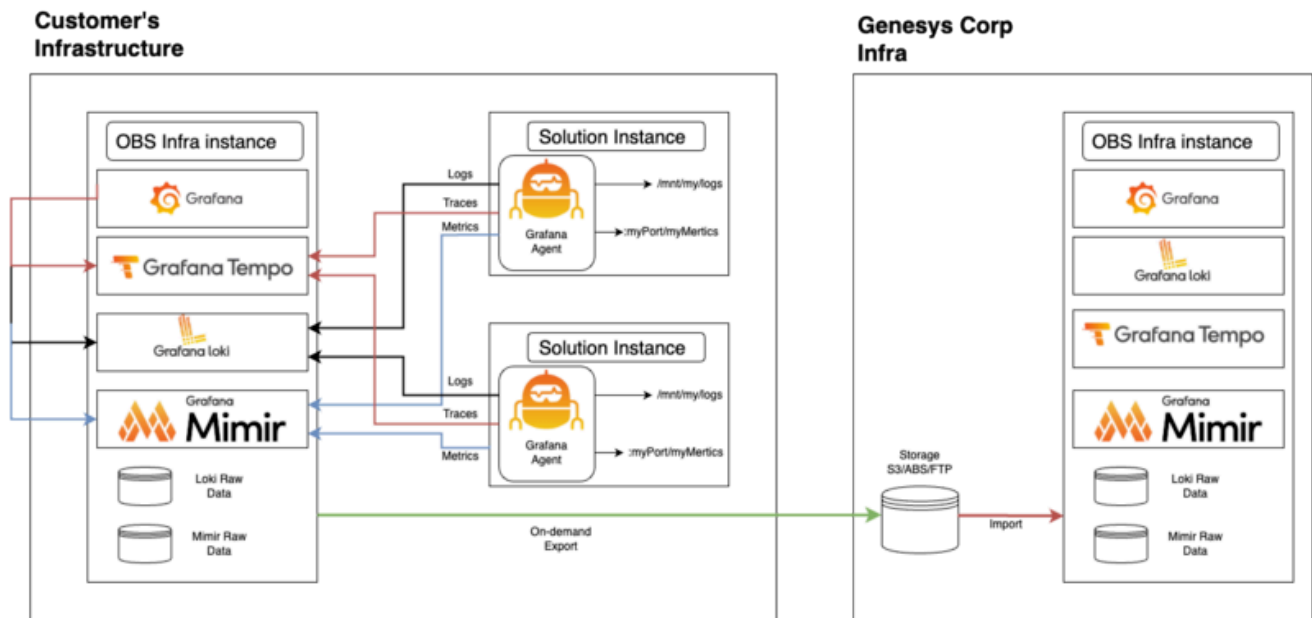 Customer's
Infrastructure
OBS Infra instance
Grafana
Grafana Tempo
Grafana loki
Grafana
Mimir
Loki Raw
Data
Mimir Raw
Data
Logs
Traces
Metrics
Solution Instance
Grafana
Agent
/mnt/my/logs
:myPort/myMertics
Logs
Traces
Metrics
Solution Instance
Grafana
Agent
/mnt/my/logs
:myPort/myMertics
On-demand
Export
Genesys Corp
Infra
Storage
S3/ABS/FTP
Import
OBS Infra instance
Grafana
Grafana loki
Grafana Tempo
Grafana
Mimir
Loki Raw
Data
Mimir Raw
Data